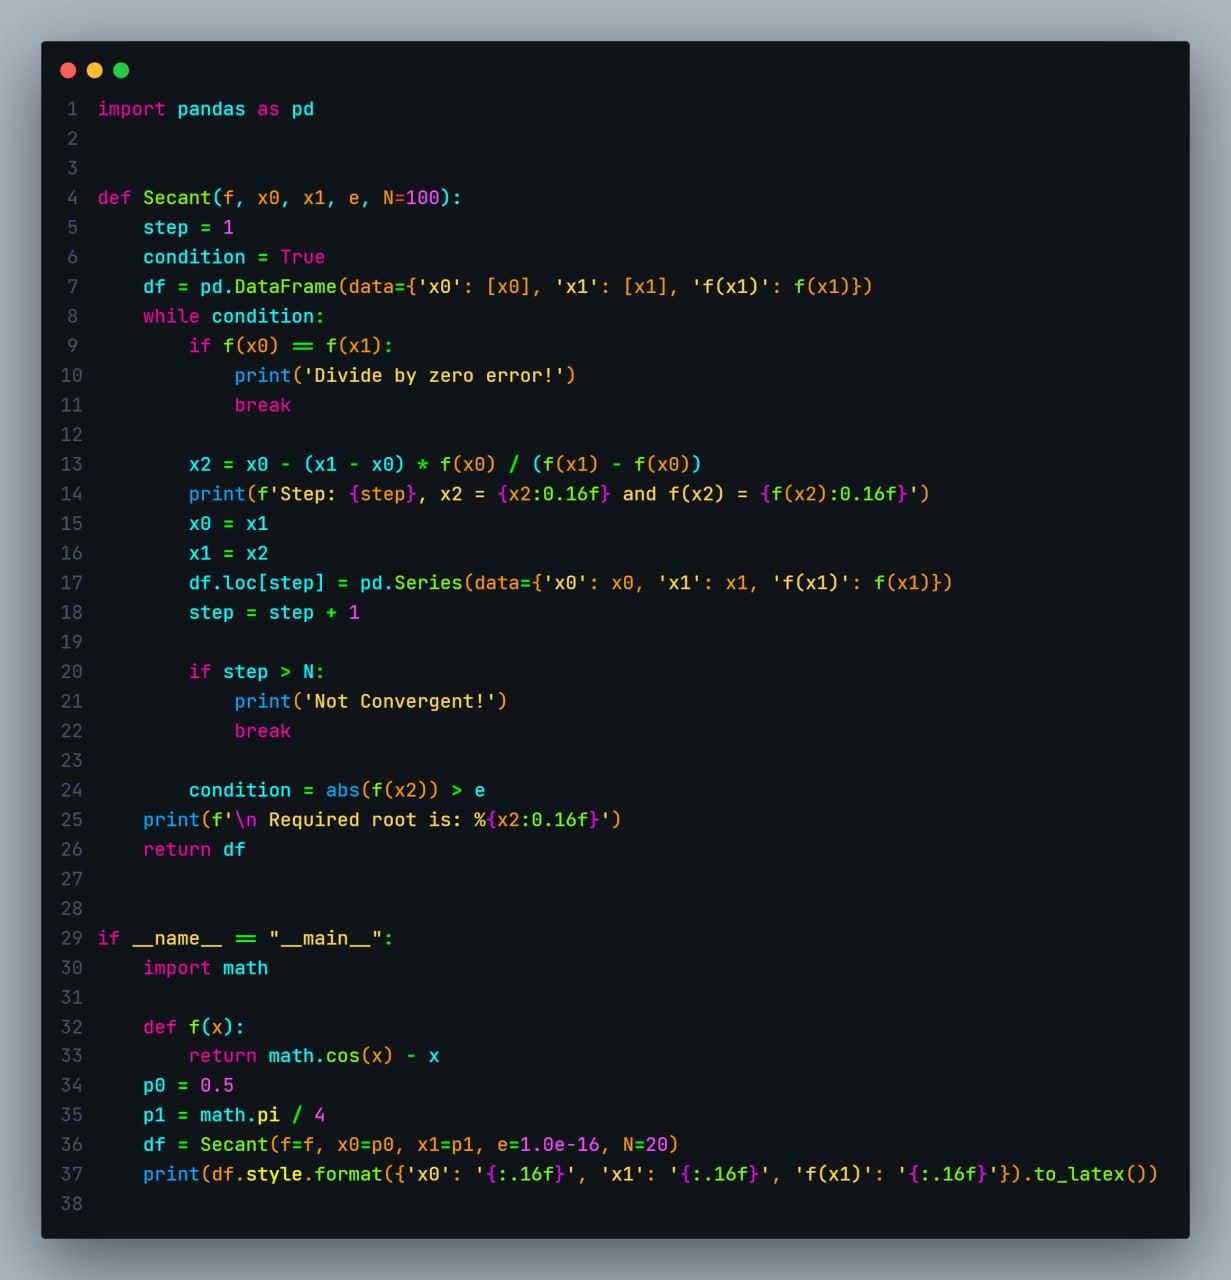 1 import pandas as pd
2
3
4 def Secant(f, x0, x1, e, N=100):
5     step = 1
6     condition = True
7     df = pd.DataFrame(data={'x0': [x0], 'x1': [x1], 'f(x1)': f(x1)})
8     while condition:
9         if f(x0) == f(x1):
10             print('Divide by zero error!')
11             break
12
13         x2 = x0 - (x1 - x0) * f(x0) / (f(x1) - f(x0))
14         print(f'Step: {step}, x2 = {x2:0.16f} and f(x2) = {f(x2):0.16f}')
15         x0 = x1
16         x1 = x2
17         df.loc[step] = pd.Series(data={'x0': x0, 'x1': x1, 'f(x1)': f(x1)})
18         step = step + 1
19
20         if step > N:
21             print('Not Convergent!')
22             break
23
24         condition = abs(f(x2)) > e
25     print(f'\n Required root is: %{x2:0.16f}')
26     return df
27
28
29 if __name__ == "__main__":
30     import math
31
32     def f(x):
33         return math.cos(x) - x
34     p0 = 0.5
35     p1 = math.pi / 4
36     df = Secant(f=f, x0=p0, x1=p1, e=1.0e-16, N=20)
37     print(df.style.format({'x0': '{:.16f}', 'x1': '{:.16f}', 'f(x1)': '{:.16f}'}).to_latex())
38